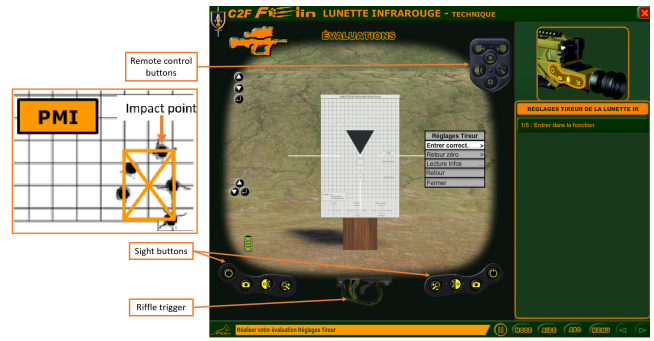 C2F FElin LUNETTE INFRAROUGE - TECHNIQUE
ÉVALUATIONS
Remote control
buttons
PMI
Impact point
Réglages Tireur
Entrer correct. >
Retour zéro >
Lecture Infos
Retour
Fermer
RÉGLAGES TIREUR DE LA LUNETTE IR
1/5 : Entrer dans la fonction
Sight buttons
Riffle trigger
Réaliser votre évaluation Réglages Tireur
MODE
AIDE
ABC
MENU